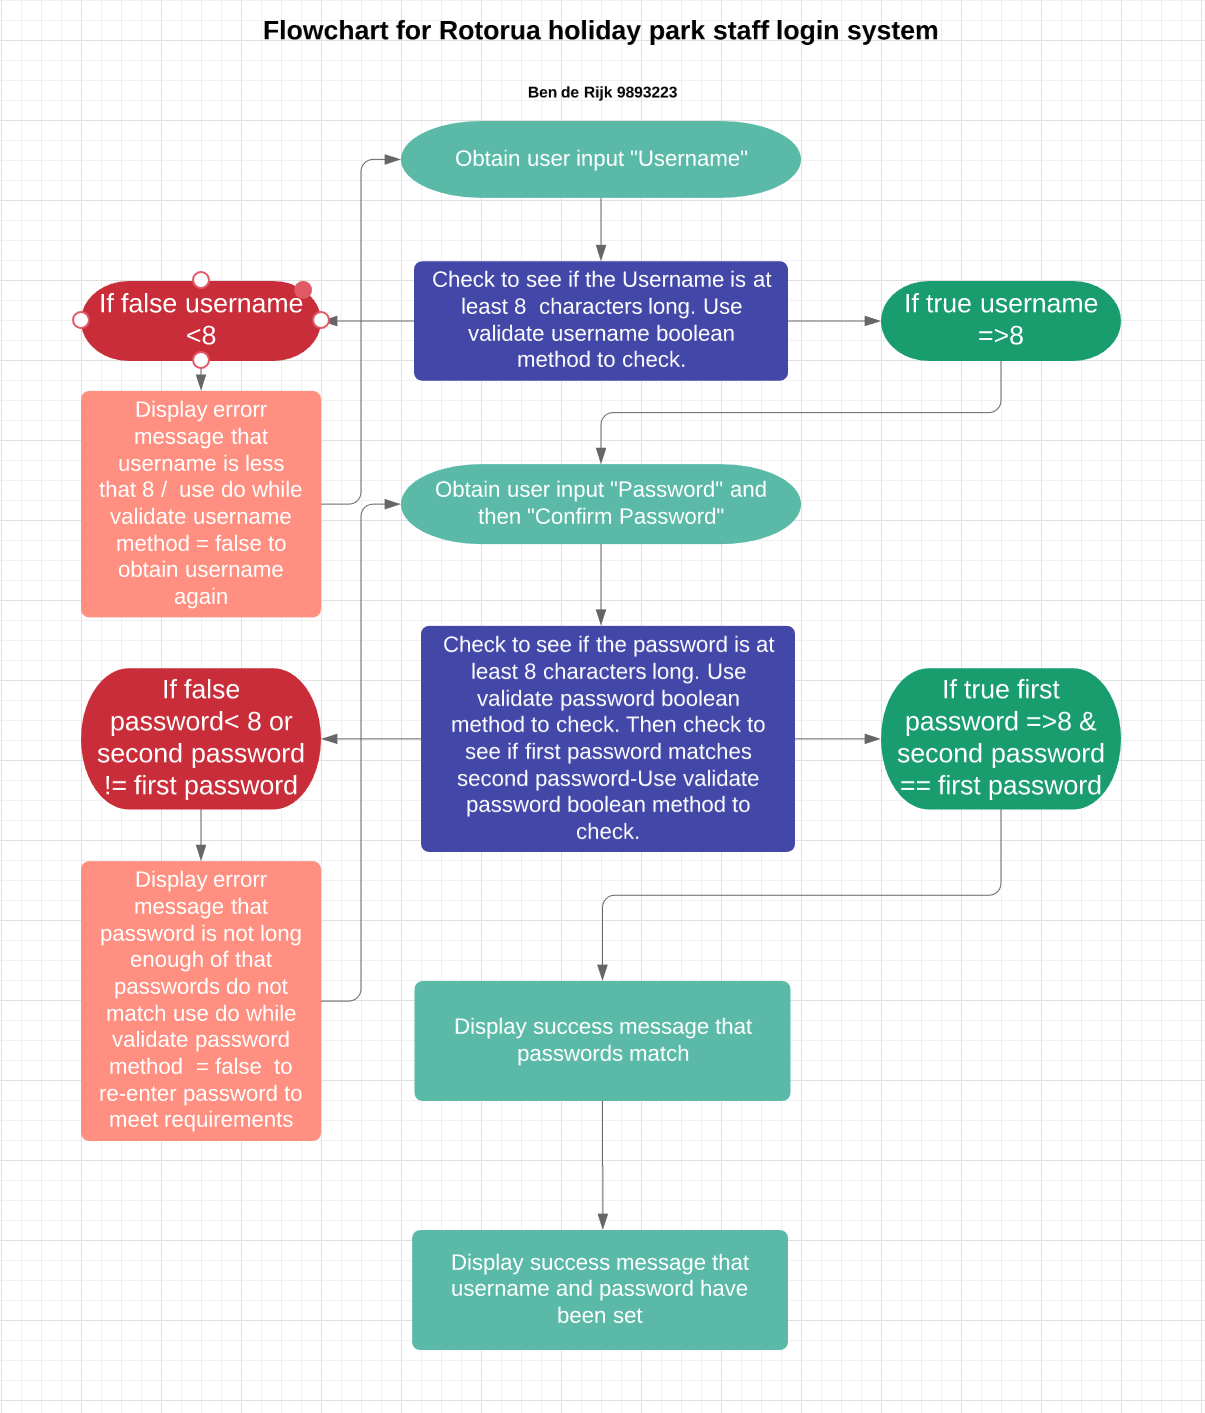 Flowchart for Rotorua holiday park staff login system
Ben de Rijk 9893223
Obtain user input "Username"
Check to see if the Username is at
least 8  characters long. Use
validate username boolean
method to check.
If false username
<8
If true username
=>8
Display errorr
message that
username is less
that 8 /  use do while
validate username
method = false to
obtain username
again
Obtain user input "Password" and
then "Confirm Password"
Check to see if the password is at
least 8 characters long. Use
validate password boolean
method to check. Then check to
see if first password matches
second password-Use validate
password boolean method to
check.
If false
password< 8 or
second password
!= first password
If true first
password =>8 &
second password
== first password
Display errorr
message that
password is not long
enough of that
passwords do not
match use do while
validate password
method  = false  to
re-enter password to
meet requirements
Display success message that
passwords match
Display success message that
username and password have
been set